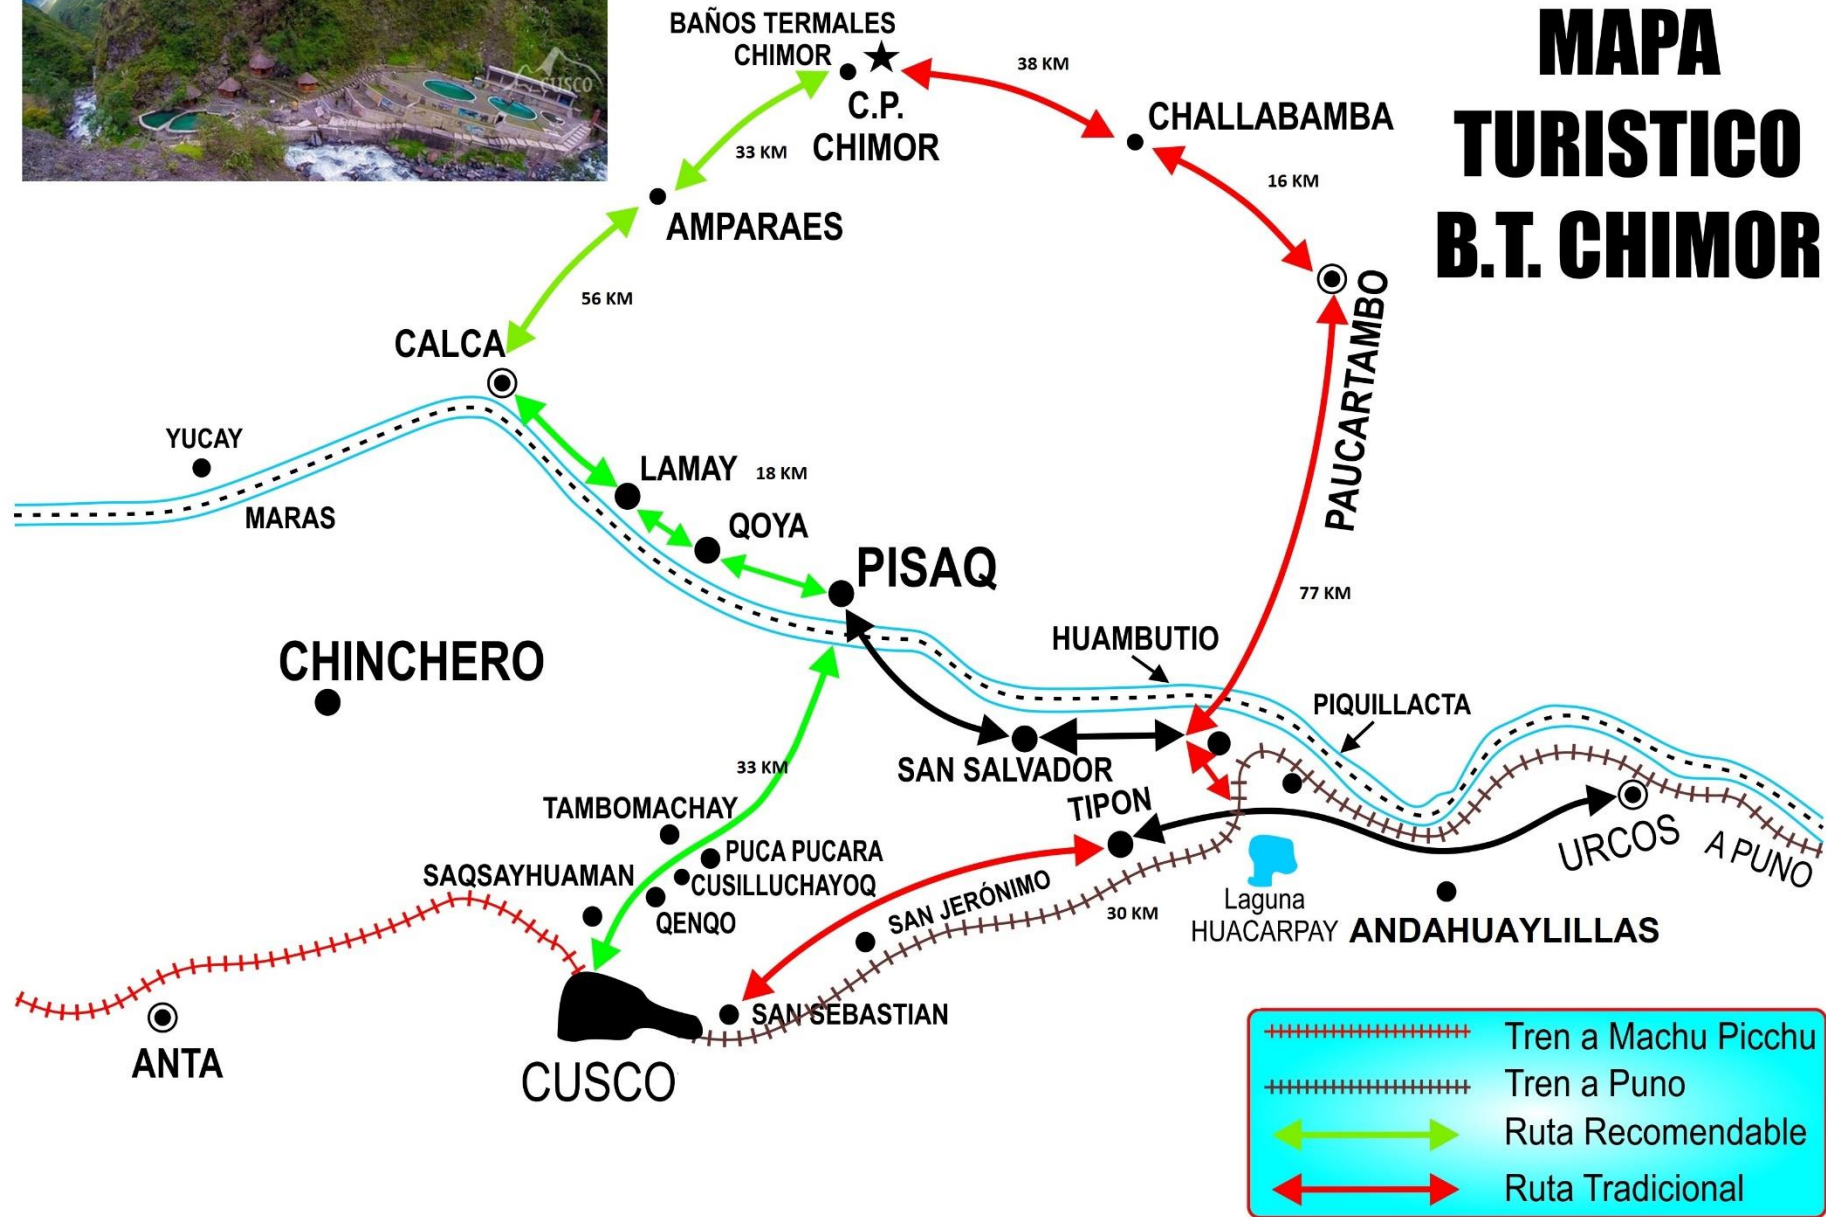 MAPA
TURISTICO
B.T. CHIMOR
CUSCO
BAÑOS TERMALES
CHIMOR
C.P.
CHIMOR
38 KM
CHALLABAMBA
33 KM
16 KM
AMPARAES
56 KM
PAUCARTAMBO
CALCA
YUCAY
MARAS
LAMAY
18 KM
QOYA
PISAQ
77 KM
CHINCHERO
HUAMBUTIO
PIQUILLACTA
SAN SALVADOR
33 KM
TIPON
TAMBOMACHAY
PUCA PUCARA
SAQSAYHUAMAN
CUSILLUCHAYOQ
QENQO
URCOS
A PUNO
SAN JERÓNIMO
30 KM
Laguna
HUACARPAY
ANDAHUAYLILLAS
SAN SEBASTIAN
ANTA
CUSCO
Tren a Machu Picchu
Tren a Puno
Ruta Recomendable
Ruta Tradicional